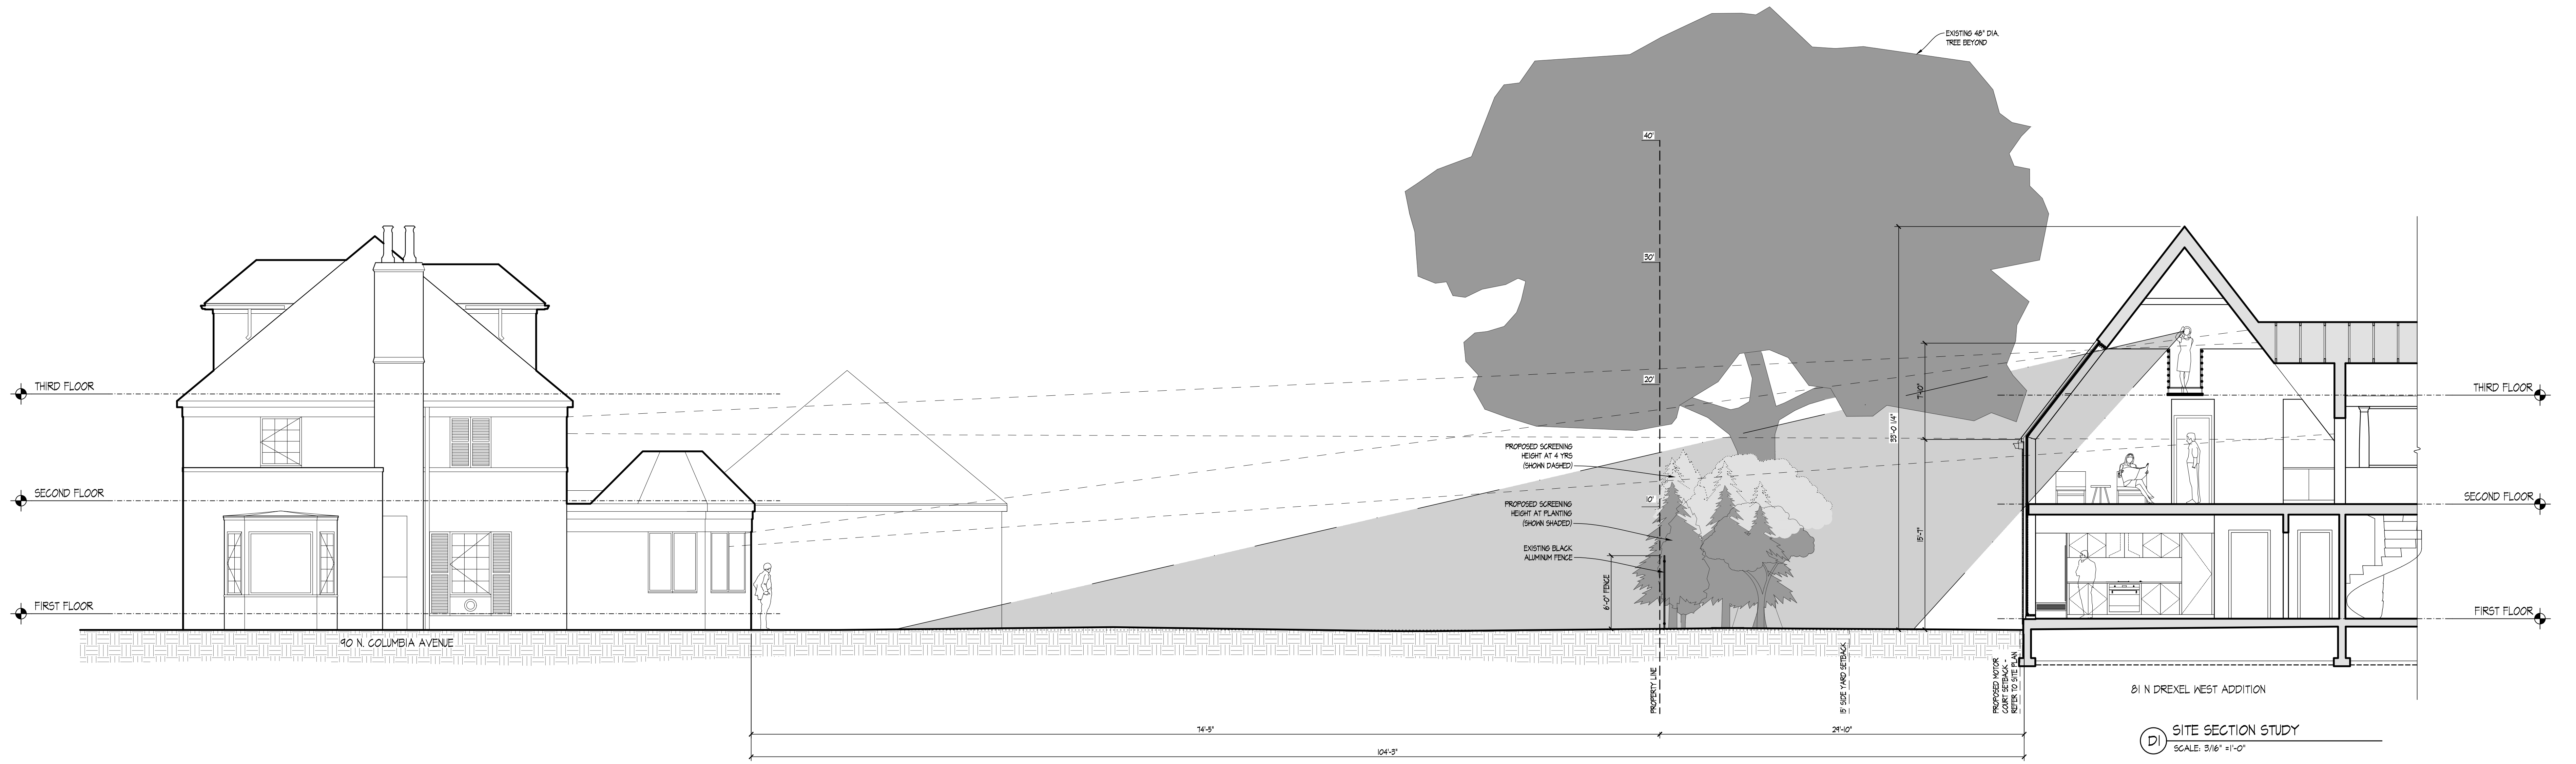 EXISTING 48" DIA.
TREE BEYOND
40'
30'
20'
10'
THIRD FLOOR
SECOND FLOOR
FIRST FLOOR
90 N. COLUMBIA AVENUE
PROPOSED SCREENING
HEIGHT AT 4 YRS
(SHOWN DASHED)
PROPOSED SCREENING
HEIGHT AT PLANTING
(SHOWN SHADED)
EXISTING BLACK
ALUMINUM FENCE
6'-0" FENCE
33'-0 1/4"
7'-10"
15'-7"
THIRD FLOOR
SECOND FLOOR
FIRST FLOOR
PROPERTY LINE
15' SIDE YARD SETBACK
PROPOSED MOTOR
COURT SETBACK -
REFER TO SITE PLAN
74'-5"
29'-10"
104'-3"
81 N DREXEL WEST ADDITION
D1
SITE SECTION STUDY
SCALE: 3/16" =1'-0"